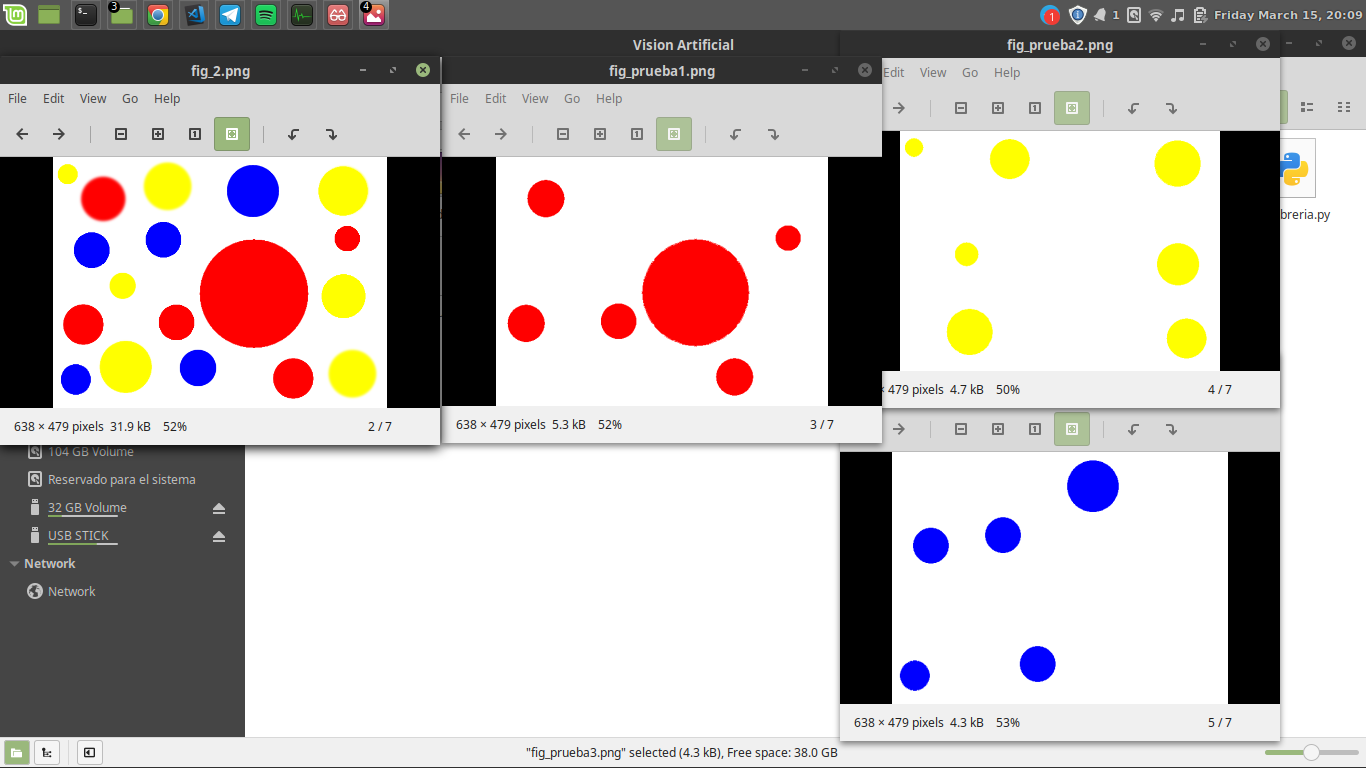 3
4
1
1
Friday March 15, 20:09
Vision Artificial
fig_2.png
File Edit View Go Help
638 × 479 pixels 31.9 kB 52%
2 / 7
fig_prueba1.png
File Edit View Go Help
638 × 479 pixels 5.3 kB 52%
3 / 7
fig_prueba2.png
Edit View Go Help
× 479 pixels 4.7 kB 50%
4 / 7
638 × 479 pixels 4.3 kB 53%
5 / 7
breria.py
104 GB Volume
Reservado para el sistema
32 GB Volume
USB STICK
Network
Network
"fig_prueba3.png" selected (4.3 kB), Free space: 38.0 GB